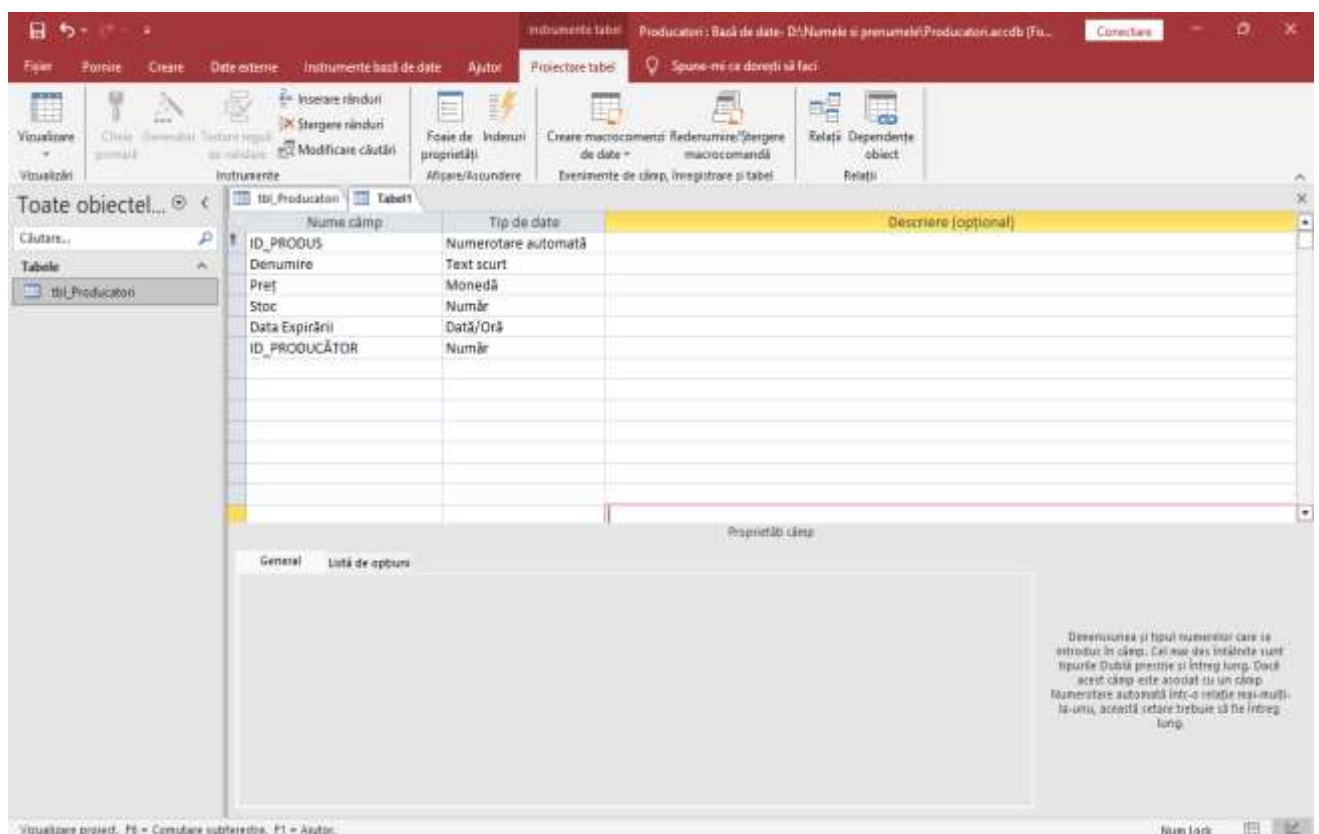 Instrumente tabel Producatori : Bază de date- D:\Numele si prenumele\Producatori.accdb (Fo... Conectare
Fișier Pornire Creare Date externe Instrumente bază de date Ajutor Proiectare tabel Spune-mi ce dorești să faci
Inserare rânduri
Ștergere rânduri
Modificare căutări
Vizualizare Cheie primară Generator Testare reguli de validare Foaie de proprietăți Indexuri Creare macrocomenzi de date Redenumire/Ștergere macrocomandă Relații Dependențe obiect
Vizualizări Instrumente Afișare/Ascundere Evenimente de câmp, înregistrare și tabel Relații
Toate obiectel... tbl_Producatori Tabel1
Nume câmp Tip de date Descriere (opțional)
Căutare... ID_PRODUS Numerotare automată
Tabele Denumire Text scurt
tbl_Producatori Preț Monedă
Stoc Număr
Data Expirării Dată/Oră
ID_PRODUCĂTOR Număr
Proprietăți câmp
General Listă de opțiuni
Dimensiunea și tipul numerelor care se
introduc în câmp. Cel mai des întâlnite sunt
tipurile Dublă precizie și Întreg lung. Dacă
acest câmp este asociat cu un câmp
Numerotare automată într-o relație mai-mulți-
la-unu, această setare trebuie să fie Întreg
lung.
Vizualizare proiect. F6 = Comutare subferestre. F1 = Ajutor. Num Lock